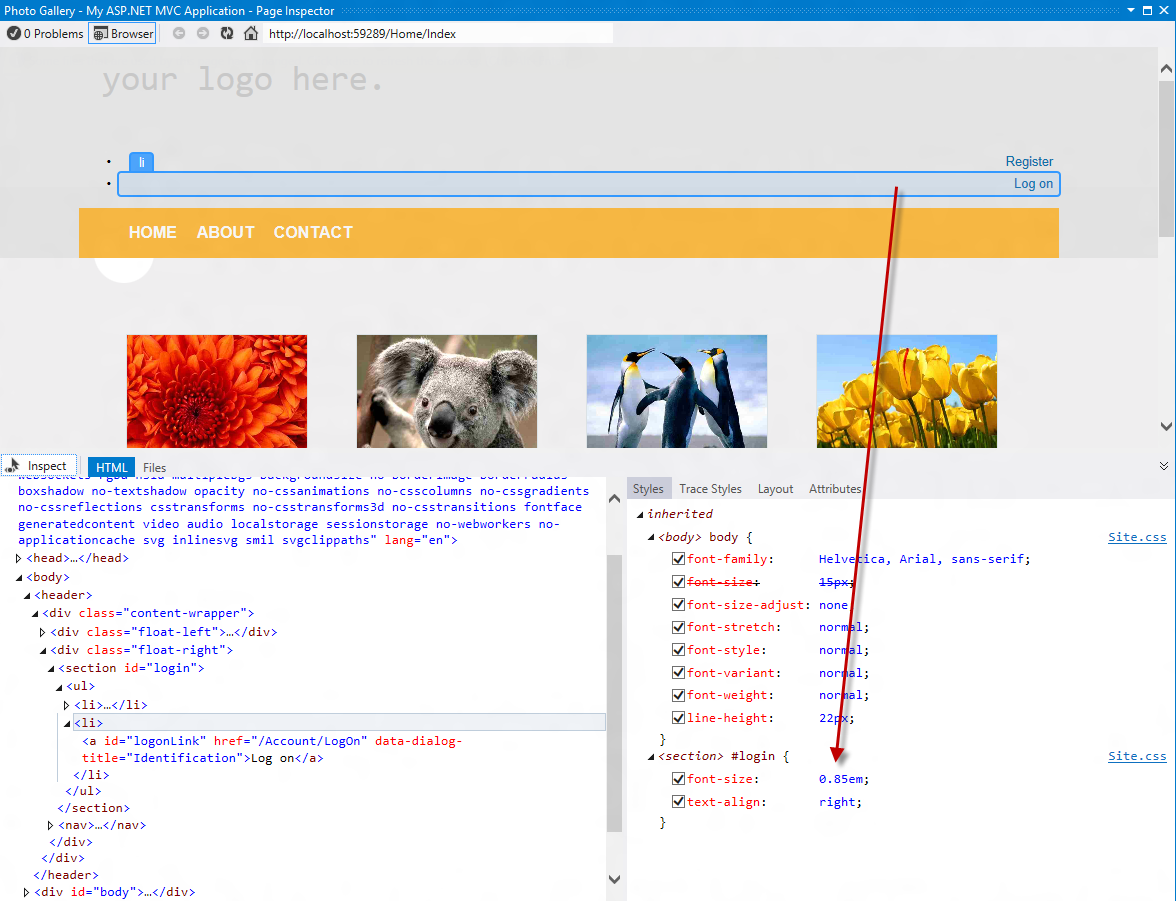 Photo Gallery - My ASP.NET MVC Application - Page Inspector
0 Problems Browser http://localhost:59289/Home/Index
your logo here.
li
Register
Log on
HOME ABOUT CONTACT
Inspect HTML Files
boxshadow no-textshadow opacity no-cssanimations no-csscolumns no-cssgradients
no-cssreflections csstransforms no-csstransforms3d no-csstransitions fontface
generatedcontent video audio localstorage sessionstorage no-webworkers no-
applicationcache svg inlinesvg smil svgclippaths" lang="en">
<head>…</head>
<body>
<header>
<div class="content-wrapper">
<div class="float-left">…</div>
<div class="float-right">
<section id="login">
<ul>
<li>…</li>
<li>
<a id="logonLink" href="/Account/LogOn" data-dialog-
title="Identification">Log on</a>
</li>
</ul>
</section>
<nav>…</nav>
</div>
</div>
</header>
<div id="body">…</div>
Styles Trace Styles Layout Attributes
inherited
<body> body { Site.css
font-family: Helvetica, Arial, sans-serif;
font-size: 15px;
font-size-adjust: none
font-stretch: normal;
font-style: normal;
font-variant: normal;
font-weight: normal;
line-height: 22px;
}
<section> #login { Site.css
font-size: 0.85em;
text-align: right;
}